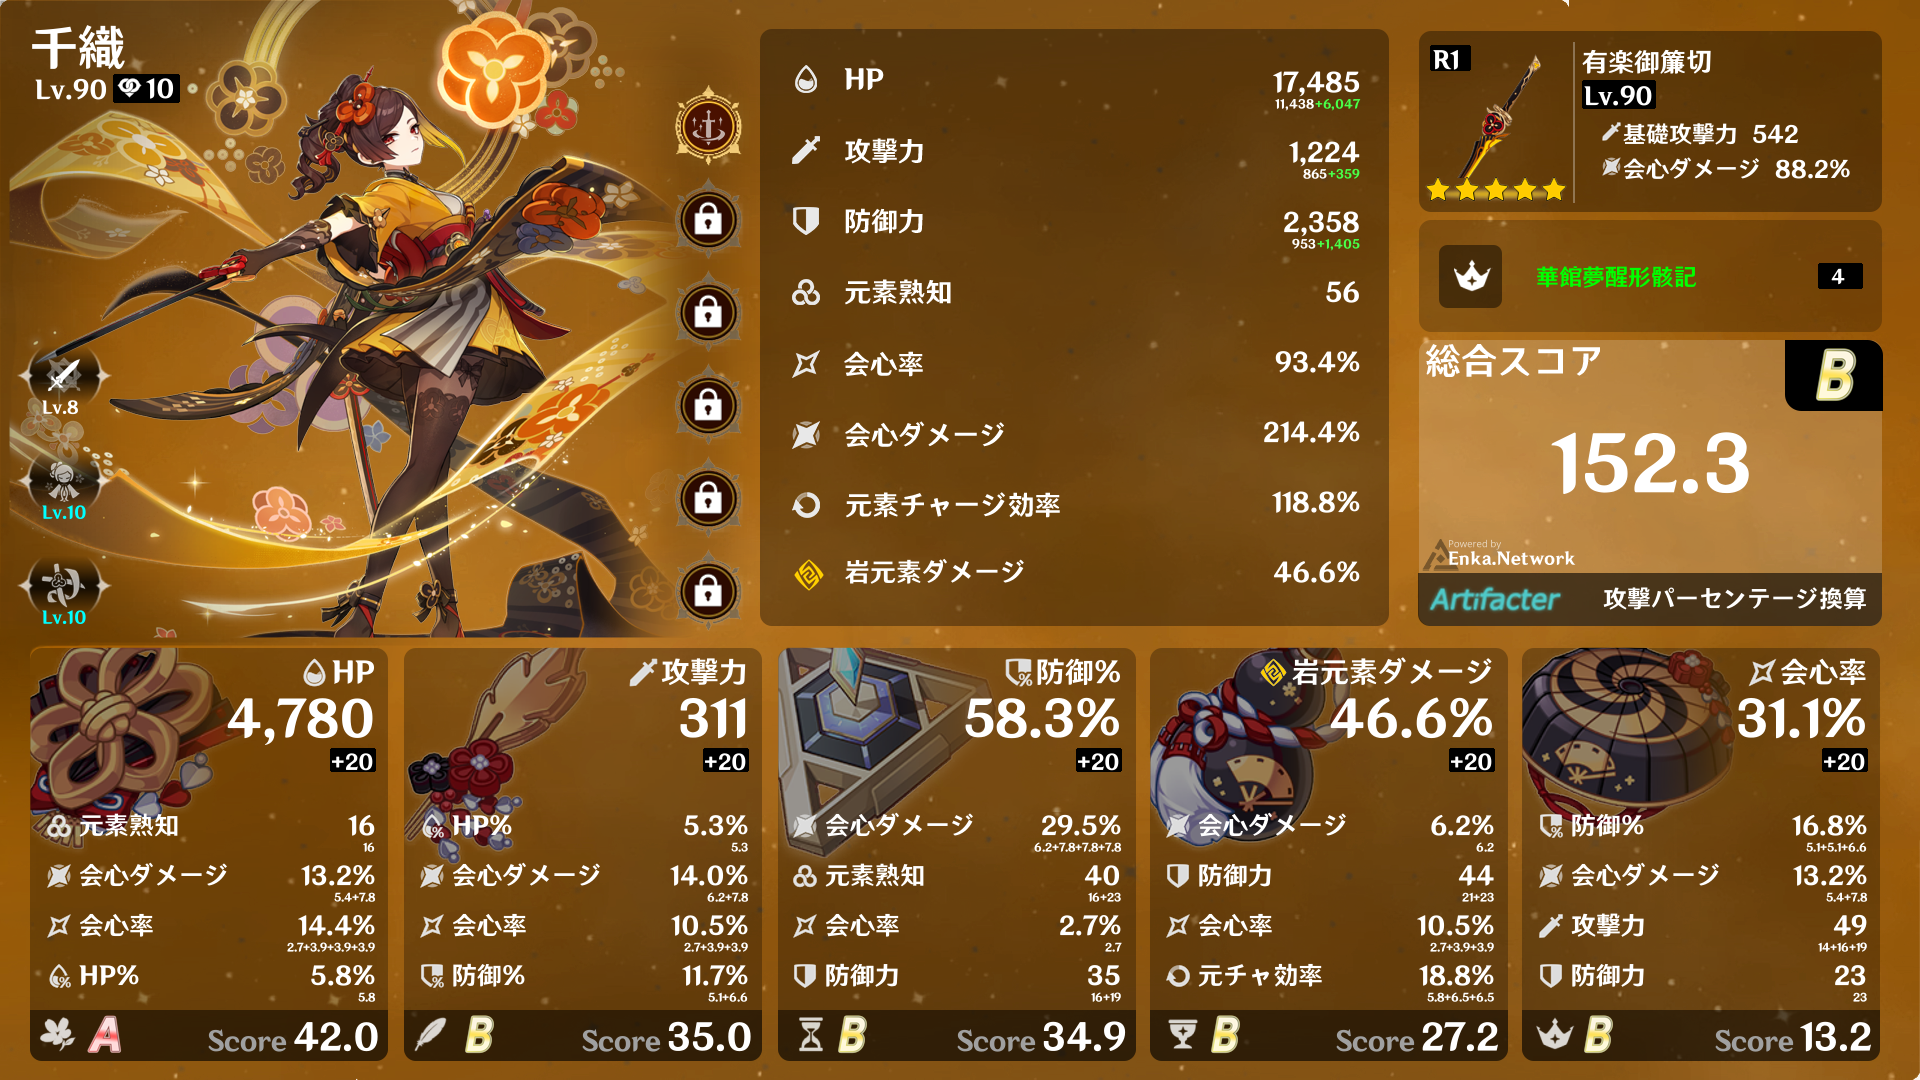 千織
Lv.90 10
Lv.8
Lv.10
Lv.10
HP 17,485
11,438+6,047
攻撃力 1,224
865+359
防御力 2,358
953+1,405
元素熟知 56
会心率 93.4%
会心ダメージ 214.4%
元素チャージ効率 118.8%
岩元素ダメージ 46.6%
R1
有楽御簾切
Lv.90
基礎攻撃力 542
会心ダメージ 88.2%
華館夢醒形骸記 4
総合スコア B
152.3
Powered by
Enka.Network
Artifacter 攻撃パーセンテージ換算
HP
4,780
+20
元素熟知 16
16
会心ダメージ 13.2%
5.4+7.8
会心率 14.4%
2.7+3.9+3.9+3.9
HP% 5.8%
5.8
A Score 42.0
攻撃力
311
+20
HP% 5.3%
5.3
会心ダメージ 14.0%
6.2+7.8
会心率 10.5%
2.7+3.9+3.9
防御% 11.7%
5.1+6.6
B Score 35.0
防御%
58.3%
+20
会心ダメージ 29.5%
6.2+7.8+7.8+7.8
元素熟知 40
16+23
会心率 2.7%
2.7
防御力 35
16+19
B Score 34.9
岩元素ダメージ
46.6%
+20
会心ダメージ 6.2%
6.2
防御力 44
21+23
会心率 10.5%
2.7+3.9+3.9
元チャ効率 18.8%
5.8+6.5+6.5
B Score 27.2
会心率
31.1%
+20
防御% 16.8%
5.1+5.1+6.6
会心ダメージ 13.2%
5.4+7.8
攻撃力 49
14+16+19
防御力 23
23
B Score 13.2